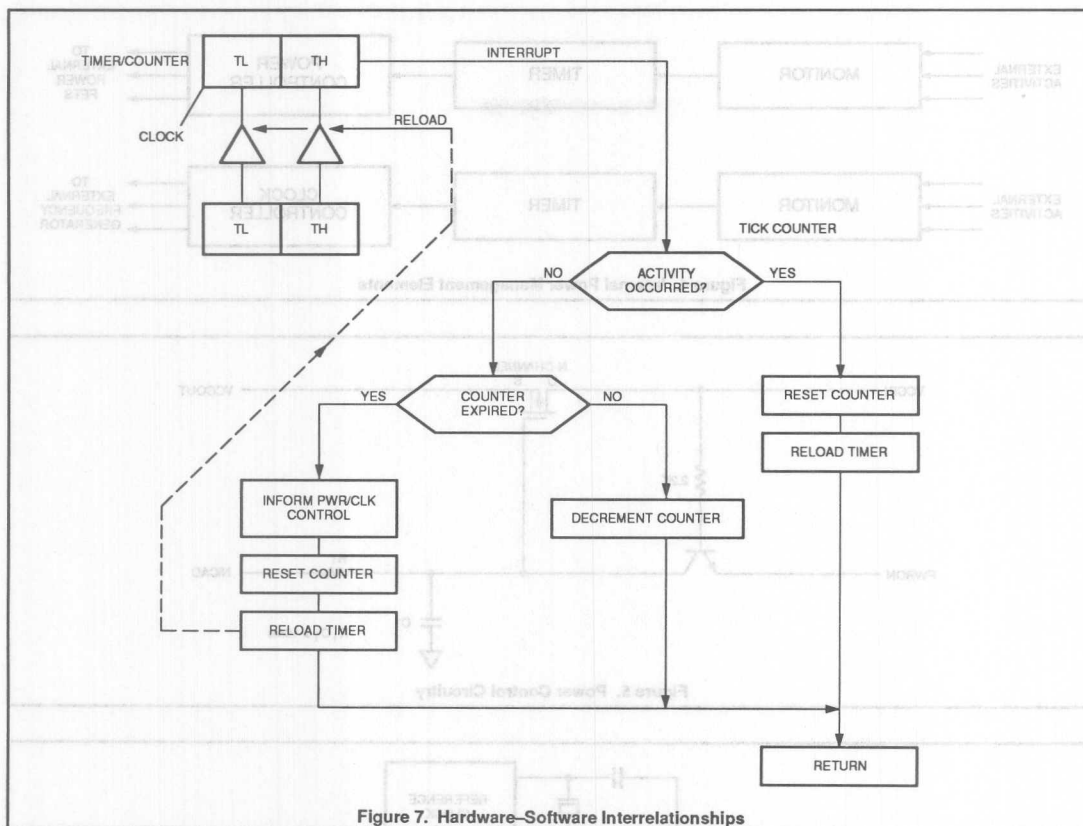 TIMER/COUNTER
TL
TH
INTERRUPT
CLOCK
RELOAD
TL
TH
TICK COUNTER
NO
ACTIVITY
OCCURRED?
YES
YES
COUNTER
EXPIRED?
NO
RESET COUNTER
RELOAD TIMER
INFORM PWR/CLK
CONTROL
DECREMENT COUNTER
RESET COUNTER
RELOAD TIMER
RETURN
Figure 7. Hardware–Software Interrelationships